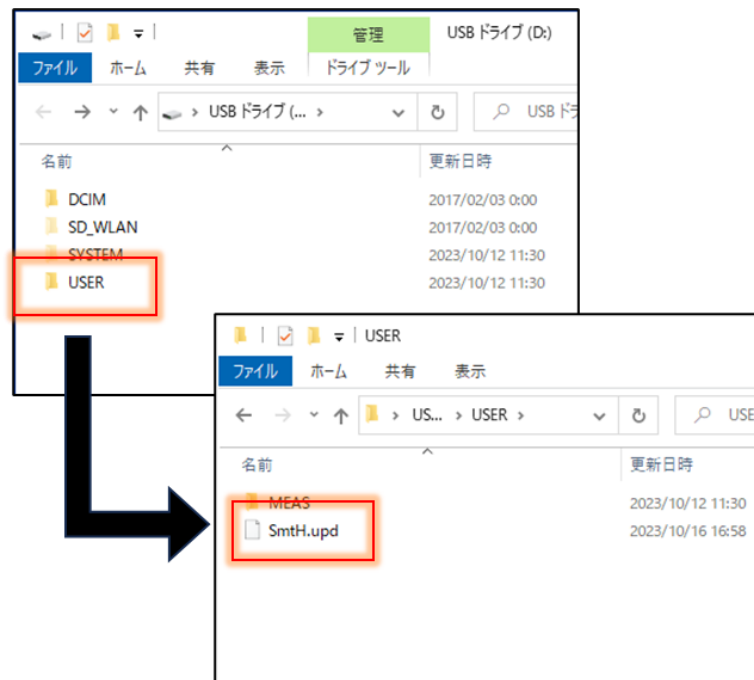 管理 USB ドライブ (D:)
ファイル ホーム 共有 表示 ドライブ ツール
USB ドライブ (... USB ドラ
名前 更新日時
DCIM 2017/02/03 0:00
SD_WLAN 2017/02/03 0:00
SYSTEM 2023/10/12 11:30
USER 2023/10/12 11:30
USER
ファイル ホーム 共有 表示
US... USER USE
名前 更新日時
MEAS 2023/10/12 11:30
SmtH.upd 2023/10/16 16:58